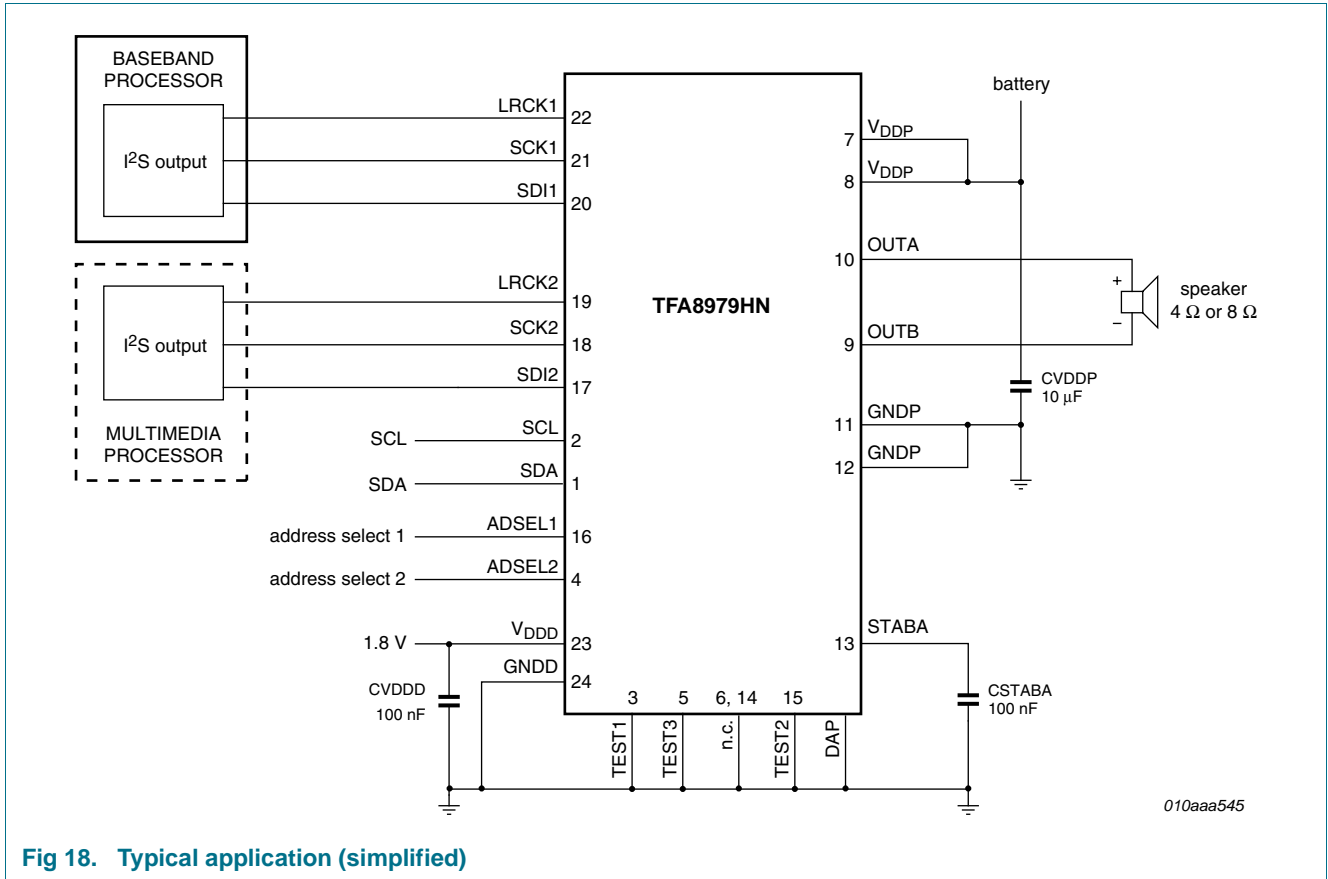 BASEBAND
PROCESSOR
I²S output
LRCK1
22
SCK1
21
SDI1
20
I²S output
MULTIMEDIA
PROCESSOR
LRCK2
19
SCK2
18
SDI2
17
SCL
SCL
2
SDA
SDA
1
address select 1
ADSEL1
16
address select 2
ADSEL2
4
1.8 V
VDDD
23
GNDD
24
CVDDD
100 nF
TFA8979HN
battery
7
VDDP
8
VDDP
10
OUTA
9
OUTB
+
−
speaker
4 Ω or 8 Ω
CVDDP
10 μF
11
GNDP
12
GNDP
13
STABA
CSTABA
100 nF
3
5
6, 14
15
TEST1
TEST3
n.c.
TEST2
DAP
010aaa545
Fig 18. Typical application (simplified)